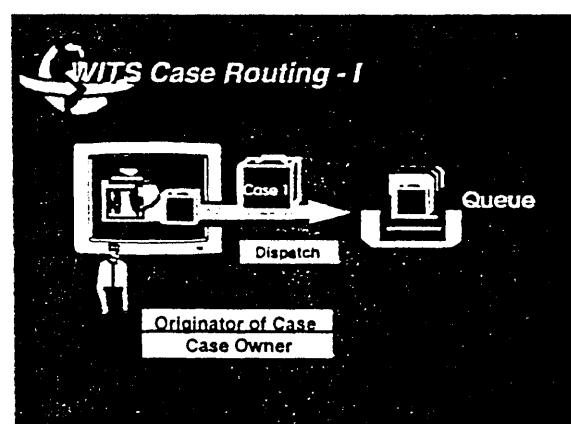 WITS Case Routing - I
Case 1
Queue
Dispatch
Originator of Case
Case Owner